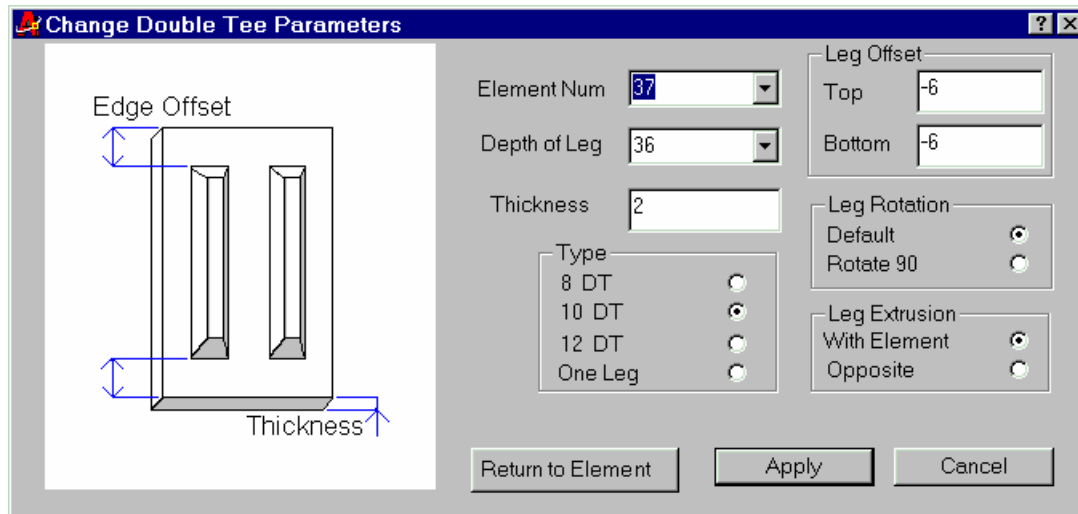 Change Double Tee Parameters
Edge Offset
Thickness
Element Num 37
Depth of Leg 36
Thickness 2
Type
8 DT
10 DT
12 DT
One Leg
Leg Offset
Top -6
Bottom -6
Leg Rotation
Default
Rotate 90
Leg Extrusion
With Element
Opposite
Return to Element
Apply
Cancel